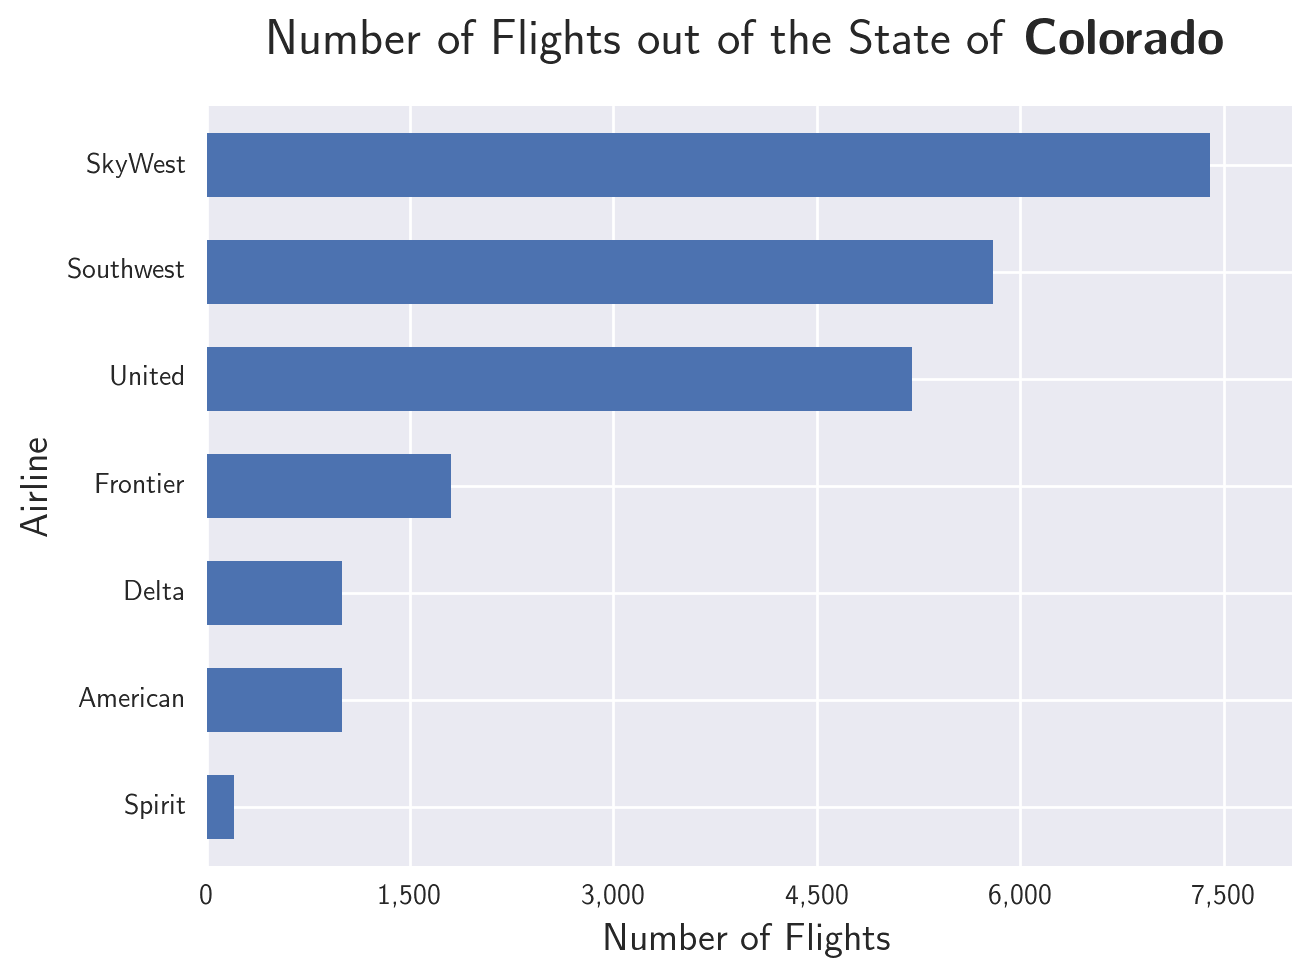 Number of Flights out of the State of Colorado
SkyWest
Southwest
United
Frontier
Delta
American
Spirit
Airline
0 1,500 3,000 4,500 6,000 7,500
Number of Flights